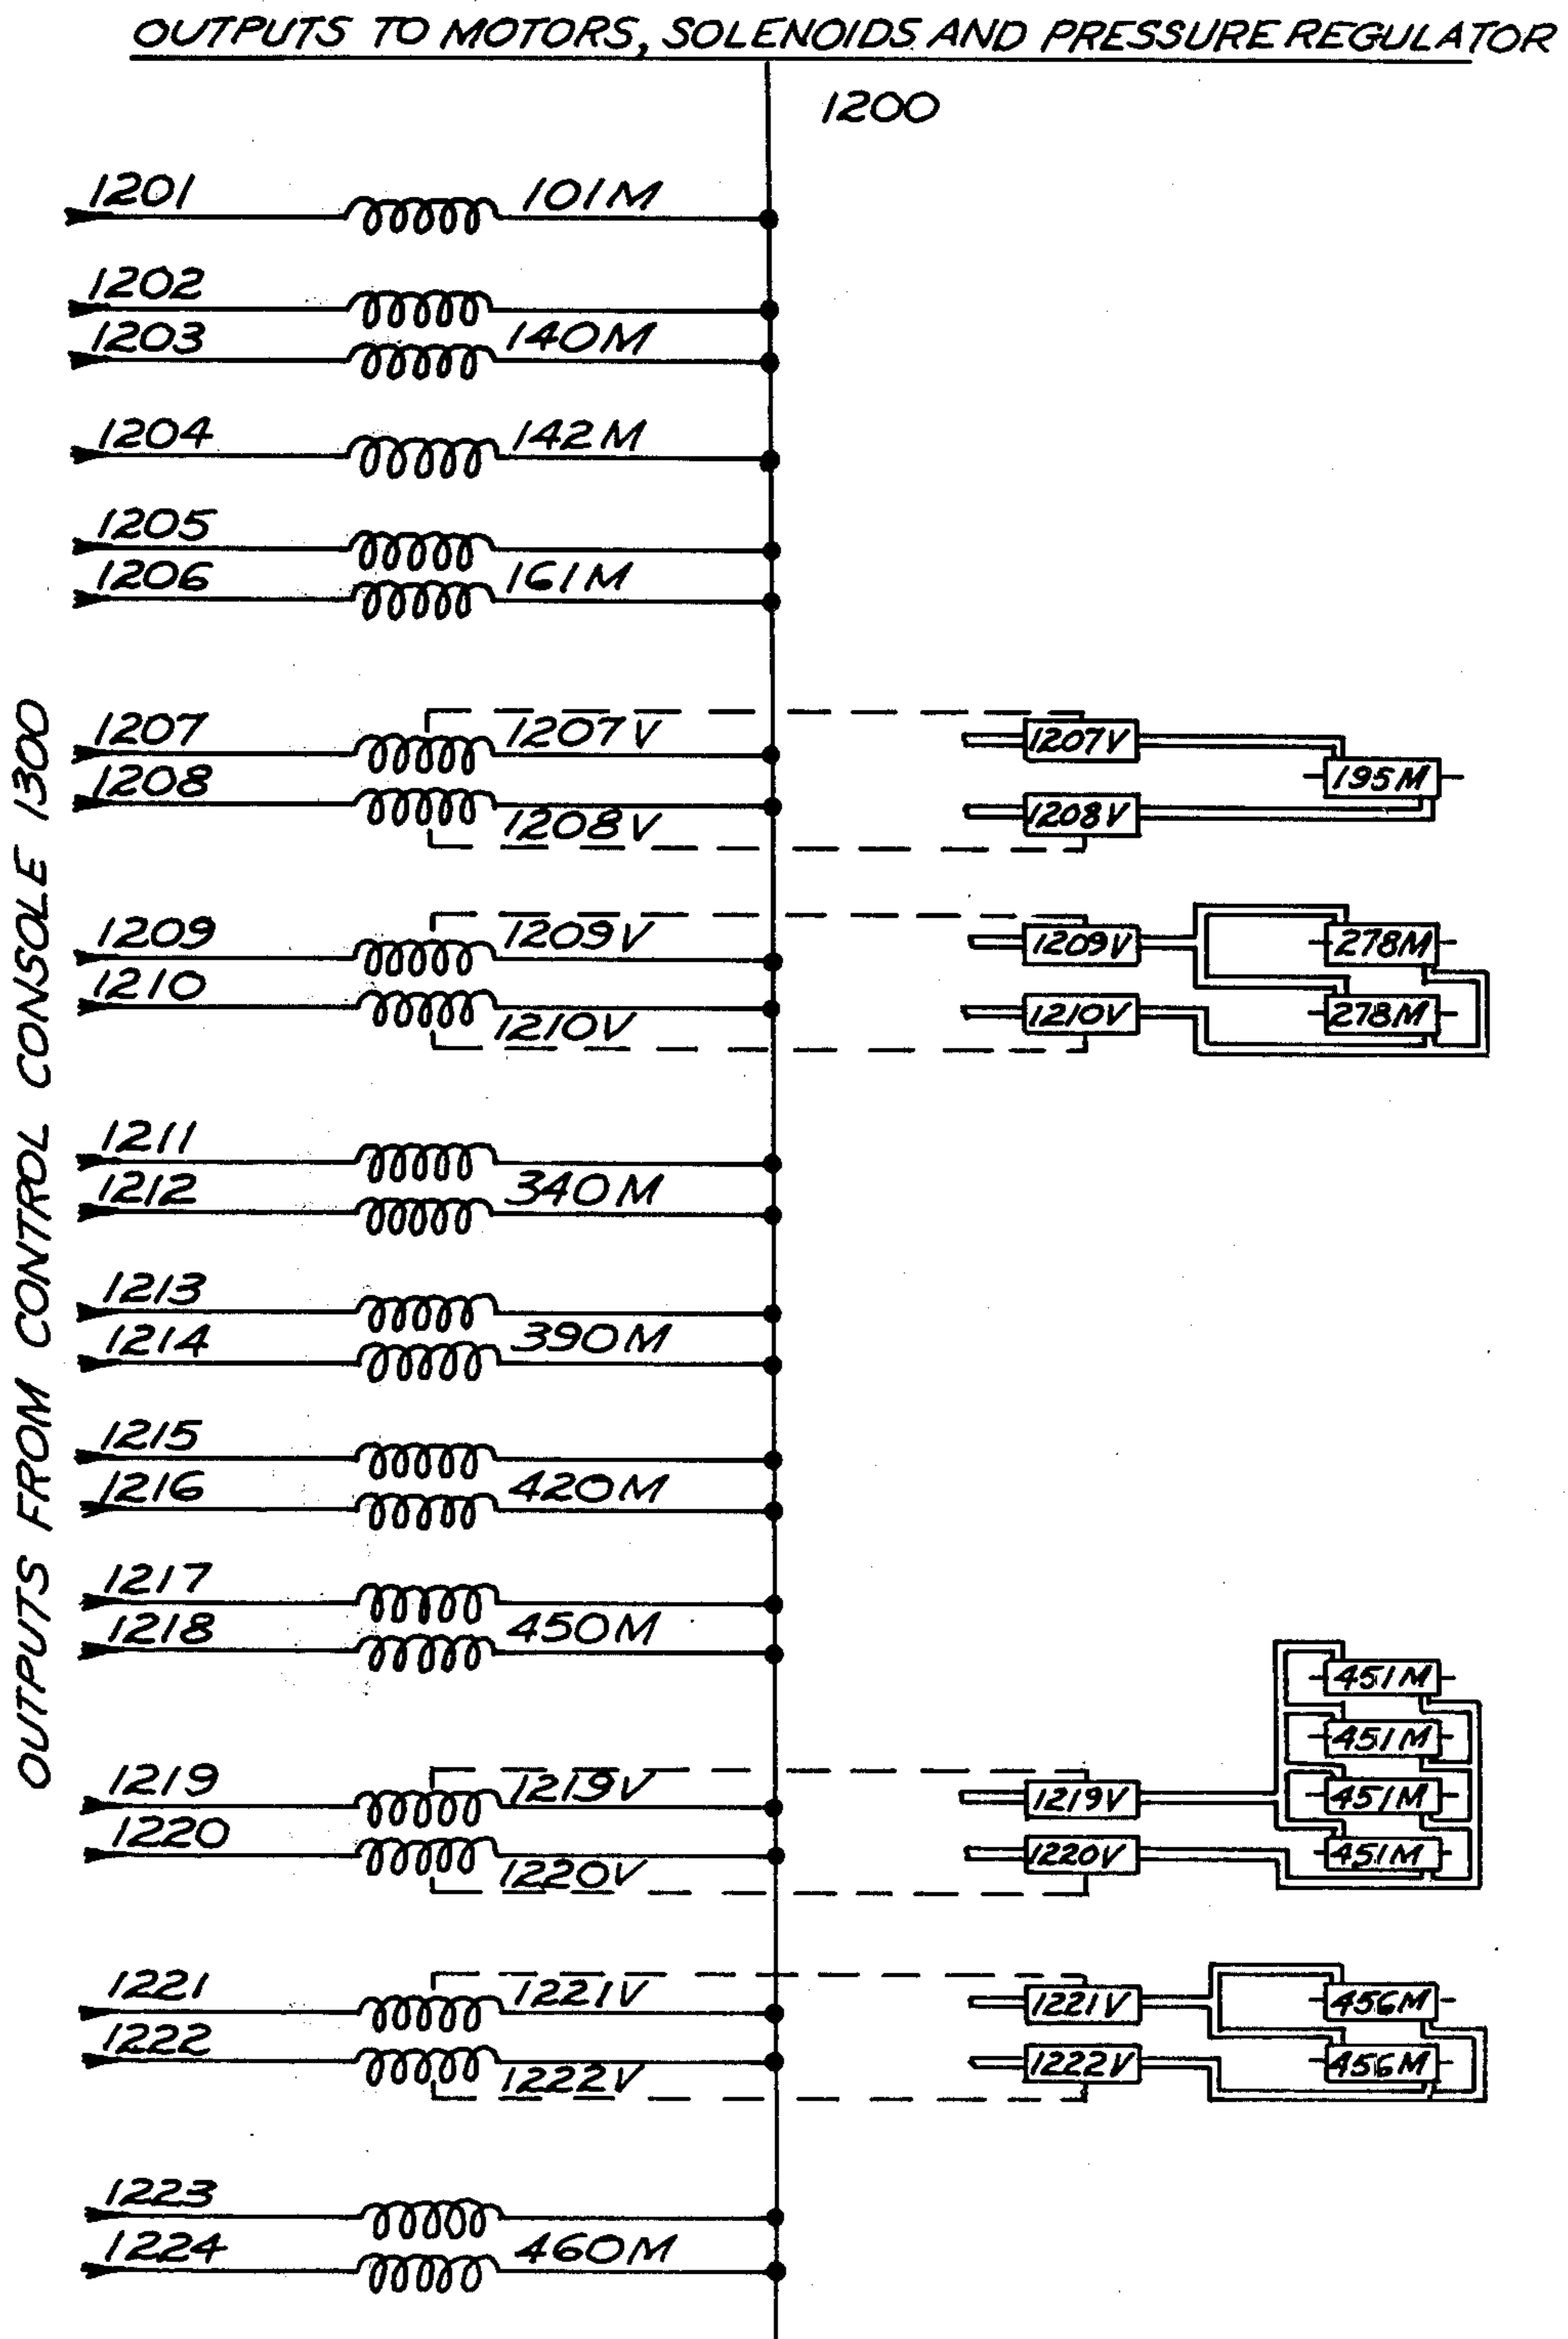 OUTPUTS TO MOTORS, SOLENOIDS AND PRESSURE REGULATOR
1200
OUTPUTS FROM CONTROL CONSOLE 1300
1201 101M
1202
1203 140M
1204 142M
1205
1206 161M
1207 1207V 1207V
195M
1208 1208V 1208V
1209 1209V 1209V 278M
1210 1210V 1210V 278M
1211
1212 340M
1213
1214 390M
1215
1216 420M
1217
1218 450M
451M
451M
1219 1219V 1219V 451M
1220 1220V 1220V 451M
1221 1221V 1221V 456M
1222 1222V 1222V 456M
1223
1224 460M